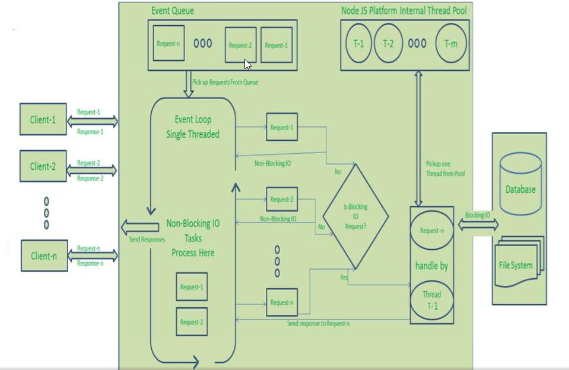 Event Queue
Node JS Platform Internal Thread Pool
Request-n
Request-2
Request-1
T-1
T-2
T-m
Pick up Requests From Queue
Event Loop
Single Threaded
Client-1
Request-1
Response-1
Request-1
Non-Blocking IO
No
Pickup one
Thread from Pool
Client-2
Request-2
Response-2
Request-2
Non-Blocking IO
No
Is Blocking
IO
Request?
Database
Blocking IO
Non-Blocking IO
Tasks
Process Here
Send Responses
Request-n
Client-n
Request-n
Response-n
handle by
File System
Yes
Request-1
Request-n
Thread
T-1
Request-2
Send response to Request-n